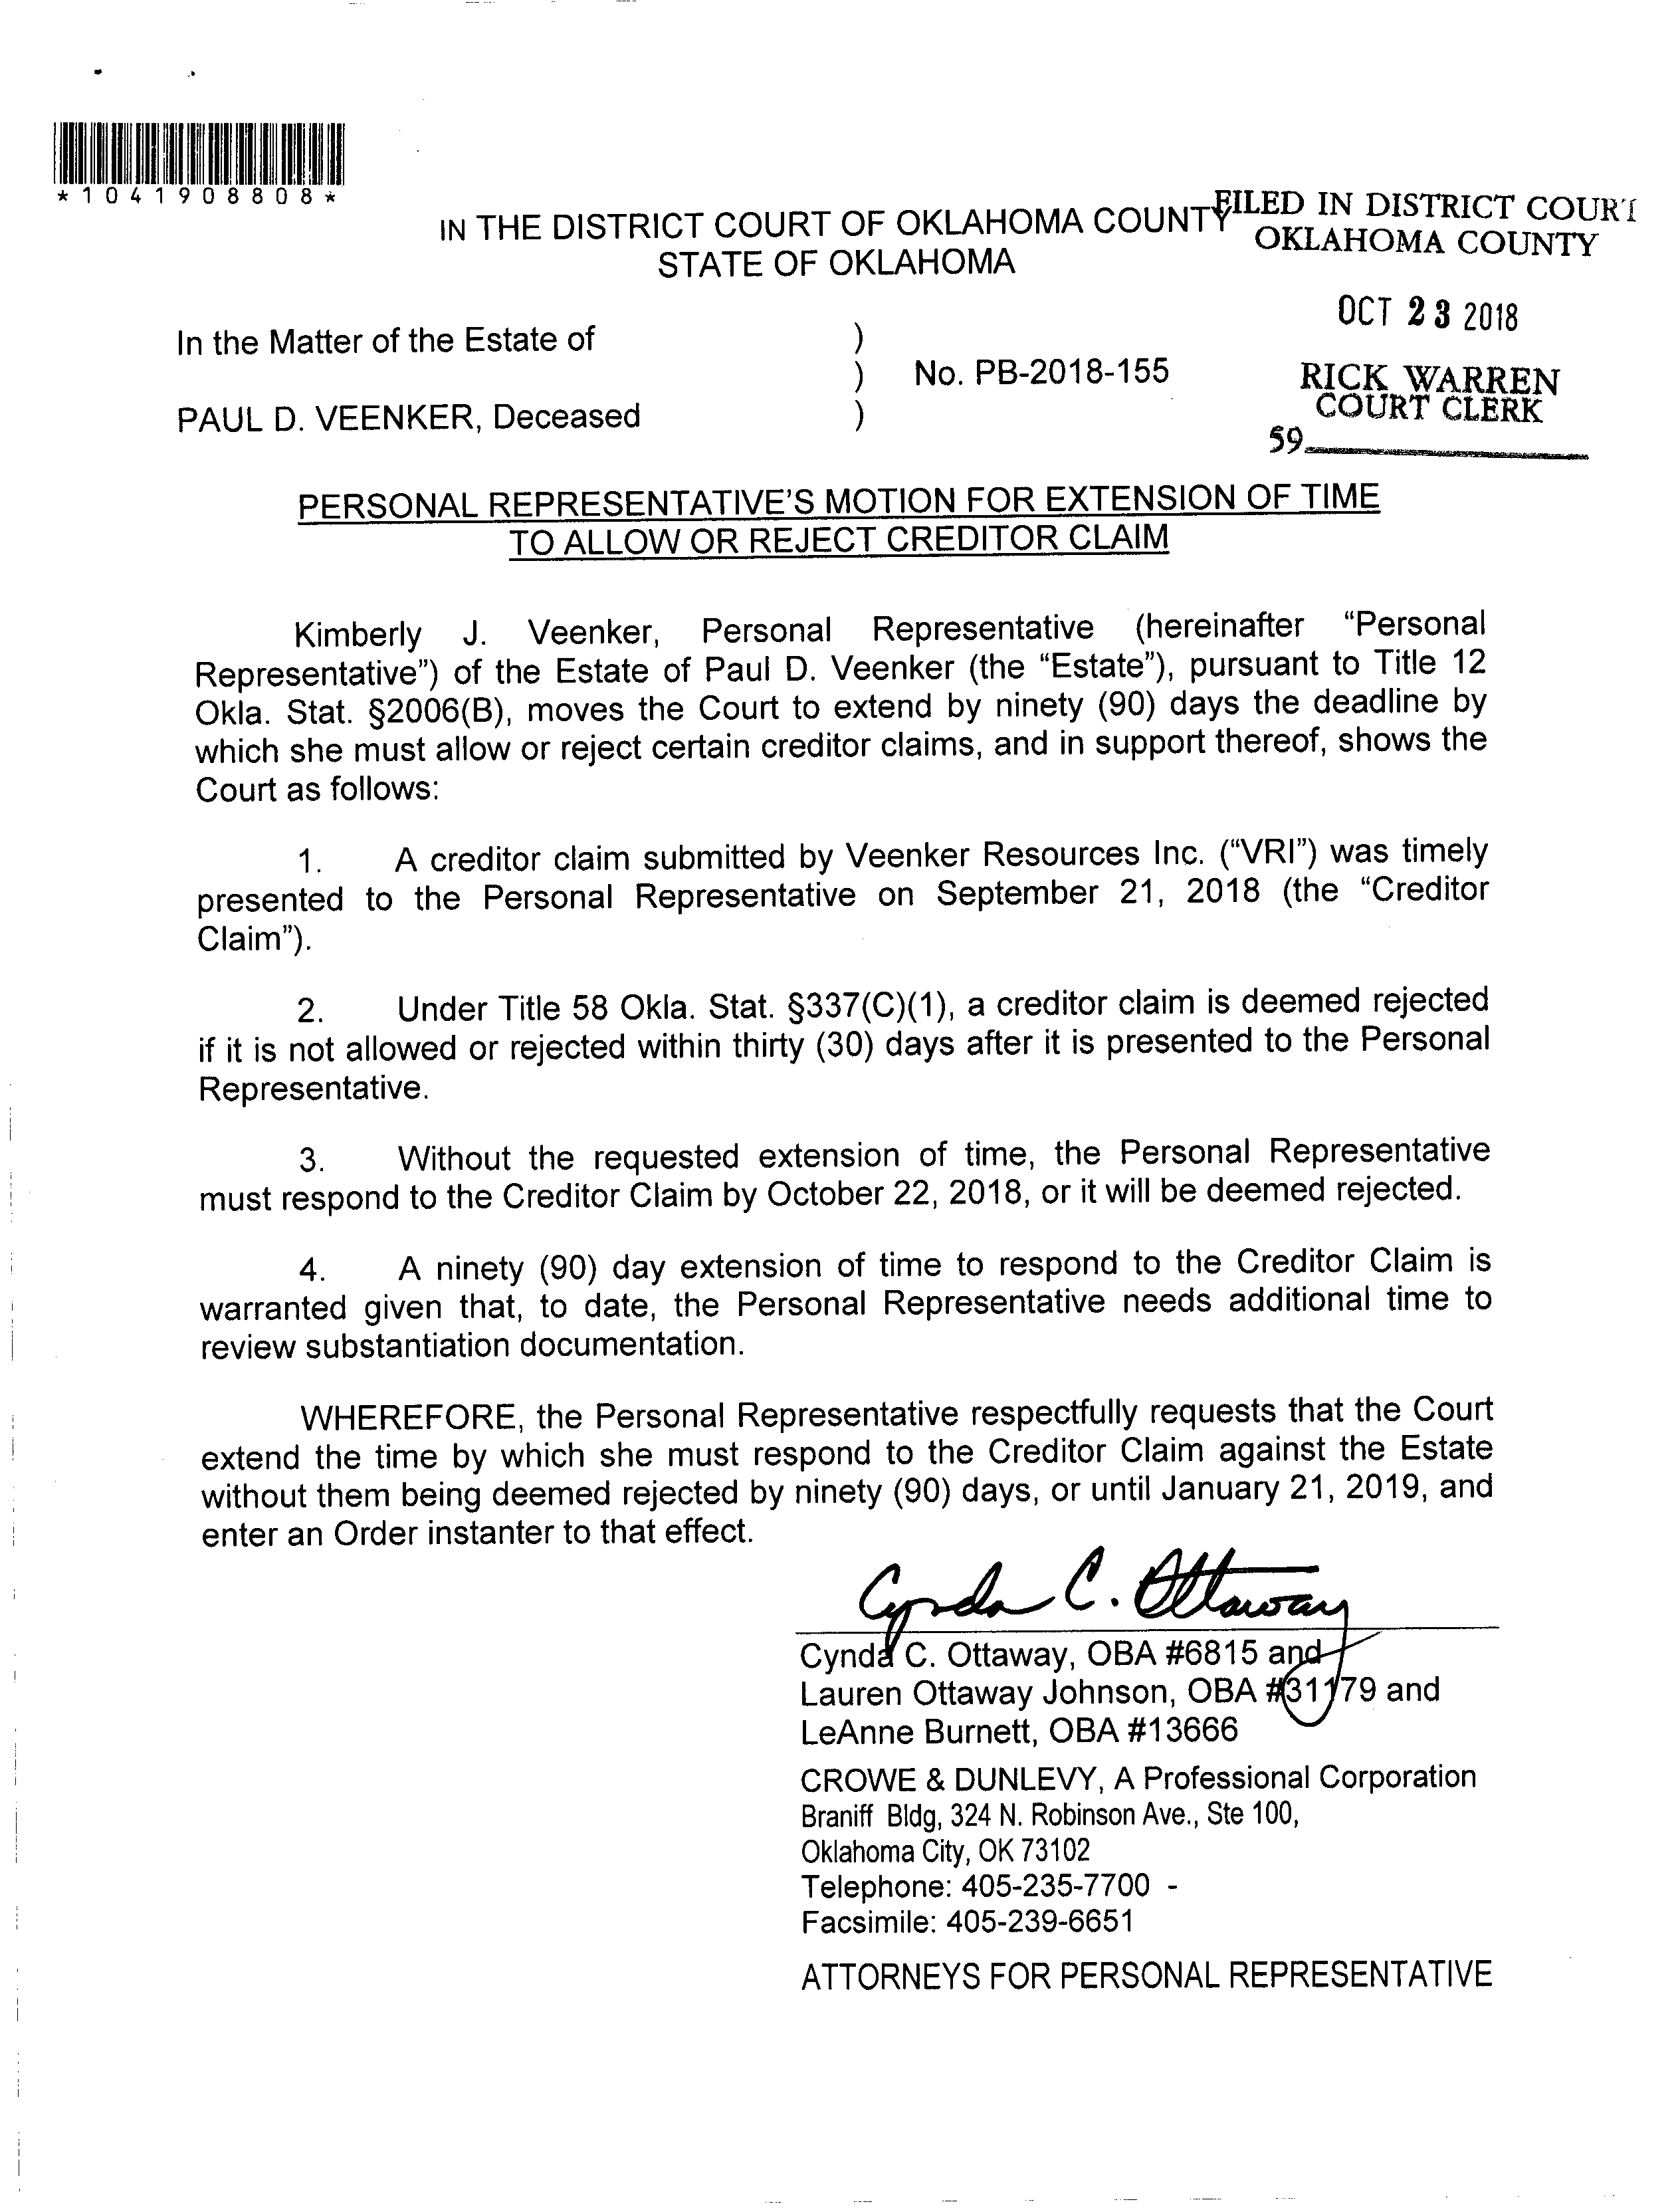 *1041908808*
IN THE DISTRICT COURT OF OKLAHOMA COUNTY
STATE OF OKLAHOMA
FILED IN DISTRICT COURT
OKLAHOMA COUNTY
OCT 23 2018
RICK WARREN
COURT CLERK
59
In the Matter of the Estate of )
) No. PB-2018-155
PAUL D. VEENKER, Deceased )
PERSONAL REPRESENTATIVE'S MOTION FOR EXTENSION OF TIME
TO ALLOW OR REJECT CREDITOR CLAIM
Kimberly J. Veenker, Personal Representative (hereinafter "Personal
Representative") of the Estate of Paul D. Veenker (the "Estate"), pursuant to Title 12
Okla. Stat. §2006(B), moves the Court to extend by ninety (90) days the deadline by
which she must allow or reject certain creditor claims, and in support thereof, shows the
Court as follows:
1. A creditor claim submitted by Veenker Resources Inc. ("VRI") was timely
presented to the Personal Representative on September 21, 2018 (the "Creditor
Claim").
2. Under Title 58 Okla. Stat. §337(C)(1), a creditor claim is deemed rejected
if it is not allowed or rejected within thirty (30) days after it is presented to the Personal
Representative.
3. Without the requested extension of time, the Personal Representative
must respond to the Creditor Claim by October 22, 2018, or it will be deemed rejected.
4. A ninety (90) day extension of time to respond to the Creditor Claim is
warranted given that, to date, the Personal Representative needs additional time to
review substantiation documentation.
WHEREFORE, the Personal Representative respectfully requests that the Court
extend the time by which she must respond to the Creditor Claim against the Estate
without them being deemed rejected by ninety (90) days, or until January 21, 2019, and
enter an Order instanter to that effect.
Cynda C. Ottaway
Cynda C. Ottaway, OBA #6815 and
Lauren Ottaway Johnson, OBA #31179 and
LeAnne Burnett, OBA #13666
CROWE & DUNLEVY, A Professional Corporation
Braniff Bldg, 324 N. Robinson Ave., Ste 100,
Oklahoma City, OK 73102
Telephone: 405-235-7700 -
Facsimile: 405-239-6651
ATTORNEYS FOR PERSONAL REPRESENTATIVE